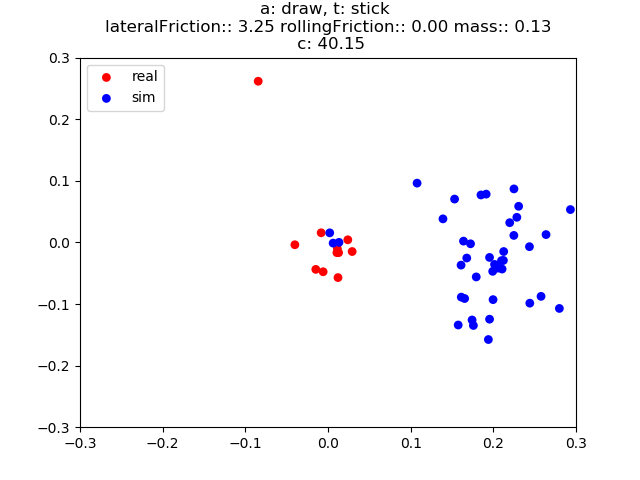 a: draw, t: stick
lateralFriction:: 3.25 rollingFriction:: 0.00 mass:: 0.13
c: 40.15
real
sim
0.3
0.2
0.1
0.0
−0.1
−0.2
−0.3
−0.3
−0.2
−0.1
0.0
0.1
0.2
0.3